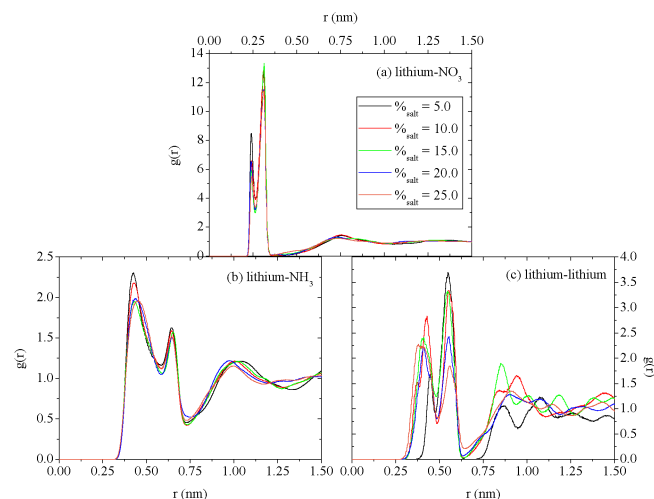 r (nm)
0.00 0.25 0.50 0.75 1.00 1.25 1.50
14
12
10
8
6
4
2
0
g(r)
(a) lithium-NO3
%salt = 5.0
%salt = 10.0
%salt = 15.0
%salt = 20.0
%salt = 25.0
2.5
2.0
1.5
1.0
0.5
0.0
g(r)
(b) lithium-NH3
0.00 0.25 0.50 0.75 1.00 1.25 1.50
r (nm)
(c) lithium-lithium
4.0
3.5
3.0
2.5
2.0
1.5
1.0
0.5
0.0
g(r)
0.00 0.25 0.50 0.75 1.00 1.25 1.50
r (nm)